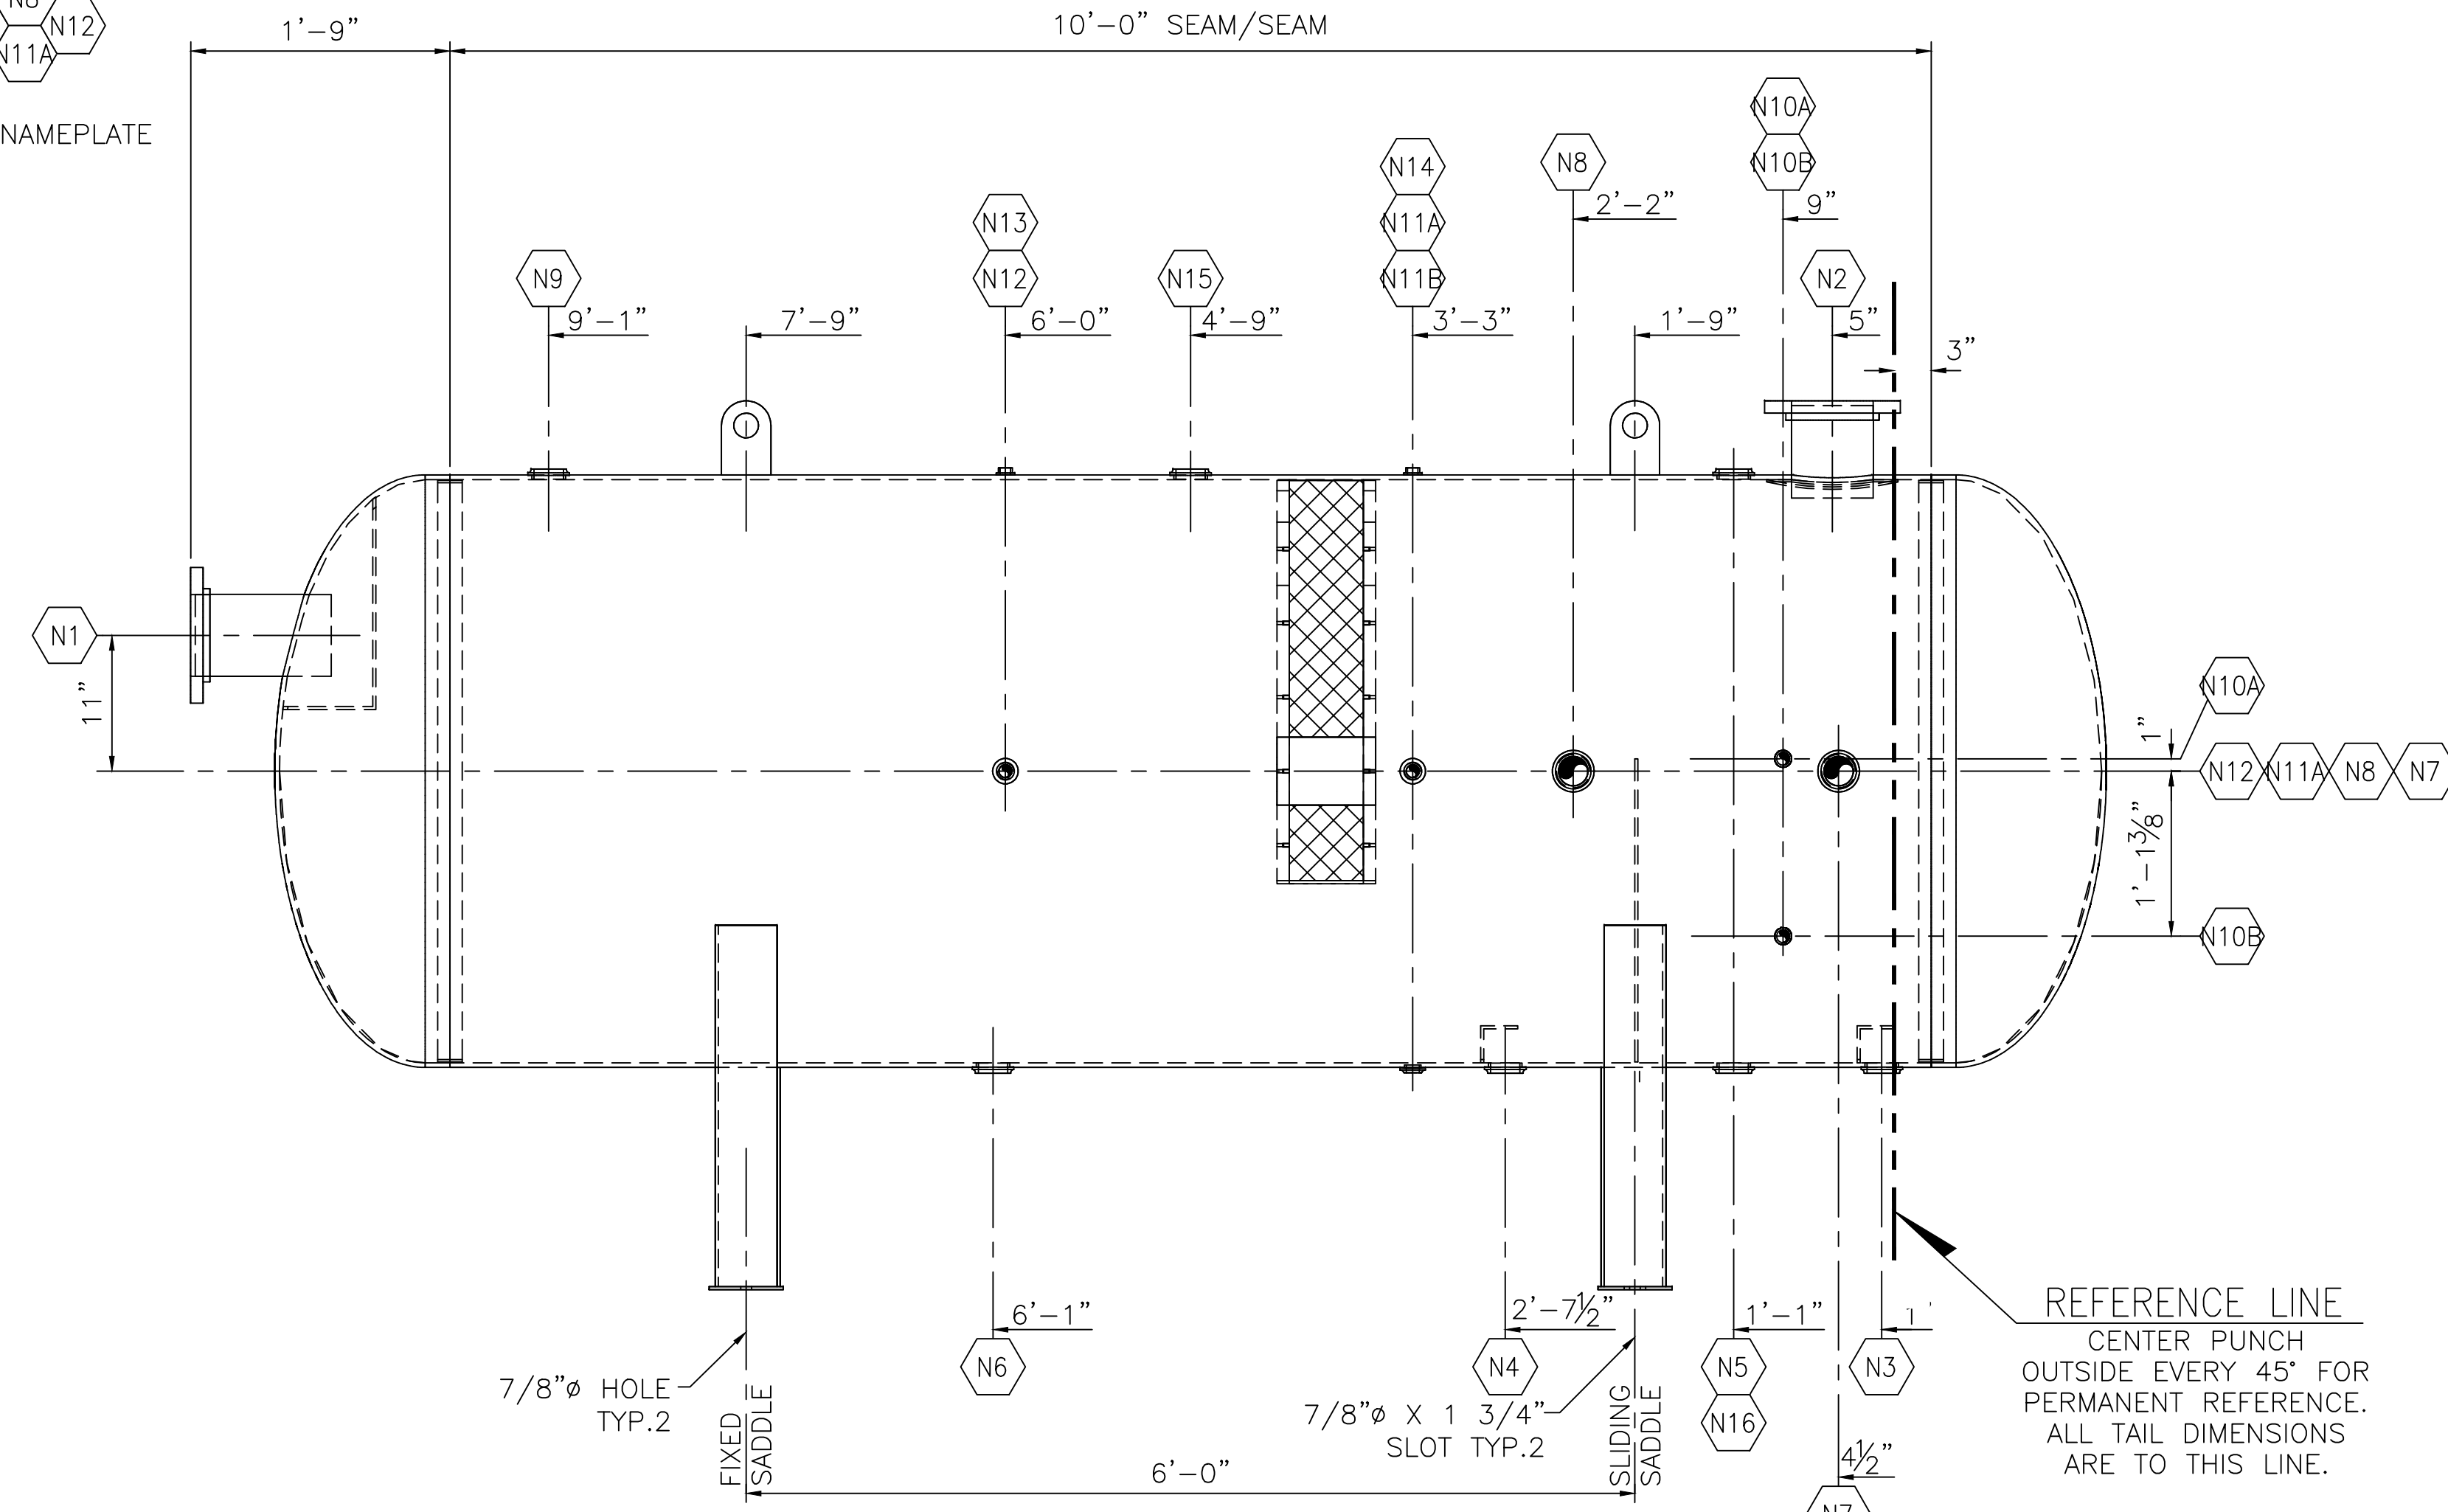 N8
N12
N11A
NAMEPLATE
1'-9"
10'-0" SEAM/SEAM
N10A
N10B
9"
N14
N11A
N11B
N8
2'-2"
N13
N12
N9
N15
N2
9'-1"
7'-9"
6'-0"
4'-9"
3'-3"
1'-9"
5"
3"
N1
11"
N10A
1"
N12
N11A
N8
N7
1'-1 3/8"
N10B
6'-1"
2'-7 1/2"
1'-1"
N6
N4
N5
N16
N3
7/8"ø HOLE
TYP.2
7/8"ø X 1 3/4"
SLOT TYP.2
FIXED
SADDLE
SLIDING
SADDLE
6'-0"
4 1/2"
N7
REFERENCE LINE
CENTER PUNCH
OUTSIDE EVERY 45° FOR
PERMANENT REFERENCE.
ALL TAIL DIMENSIONS
ARE TO THIS LINE.